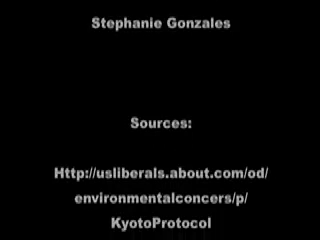 Stephanie Gonzales
Sources:
Http://usliberals.about.com/od/
environmentalconcers/p/
KyotoProtocol